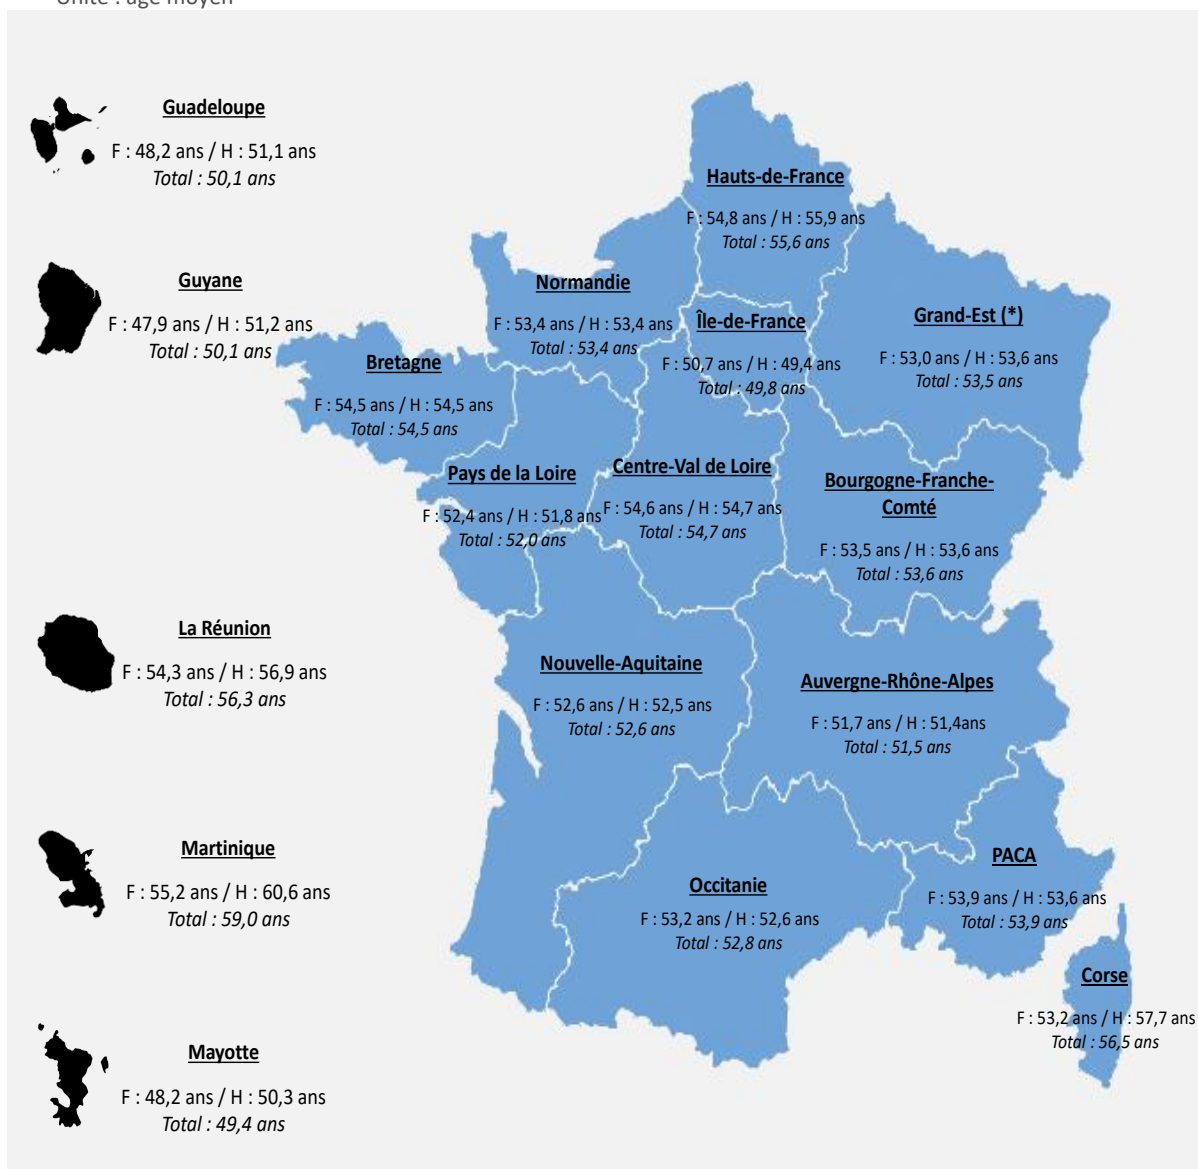 Unité : âge moyen
Guadeloupe
F : 48,2 ans / H : 51,1 ans
Total : 50,1 ans
Hauts-de-France
F : 54,8 ans / H : 55,9 ans
Total : 55,6 ans
Guyane
F : 47,9 ans / H : 51,2 ans
Total : 50,1 ans
Normandie
F : 53,4 ans / H : 53,4 ans
Total : 53,4 ans
Île-de-France
F : 50,7 ans / H : 49,4 ans
Total : 49,8 ans
Grand-Est (*)
F : 53,0 ans / H : 53,6 ans
Total : 53,5 ans
Bretagne
F : 54,5 ans / H : 54,5 ans
Total : 54,5 ans
Pays de la Loire
F : 52,4 ans / H : 51,8 ans
Total : 52,0 ans
Centre-Val de Loire
F : 54,6 ans / H : 54,7 ans
Total : 54,7 ans
Bourgogne-Franche-
Comté
F : 53,5 ans / H : 53,6 ans
Total : 53,6 ans
La Réunion
F : 54,3 ans / H : 56,9 ans
Total : 56,3 ans
Nouvelle-Aquitaine
F : 52,6 ans / H : 52,5 ans
Total : 52,6 ans
Auvergne-Rhône-Alpes
F : 51,7 ans / H : 51,4ans
Total : 51,5 ans
Martinique
F : 55,2 ans / H : 60,6 ans
Total : 59,0 ans
Occitanie
F : 53,2 ans / H : 52,6 ans
Total : 52,8 ans
PACA
F : 53,9 ans / H : 53,6 ans
Total : 53,9 ans
Corse
F : 53,2 ans / H : 57,7 ans
Total : 56,5 ans
Mayotte
F : 48,2 ans / H : 50,3 ans
Total : 49,4 ans